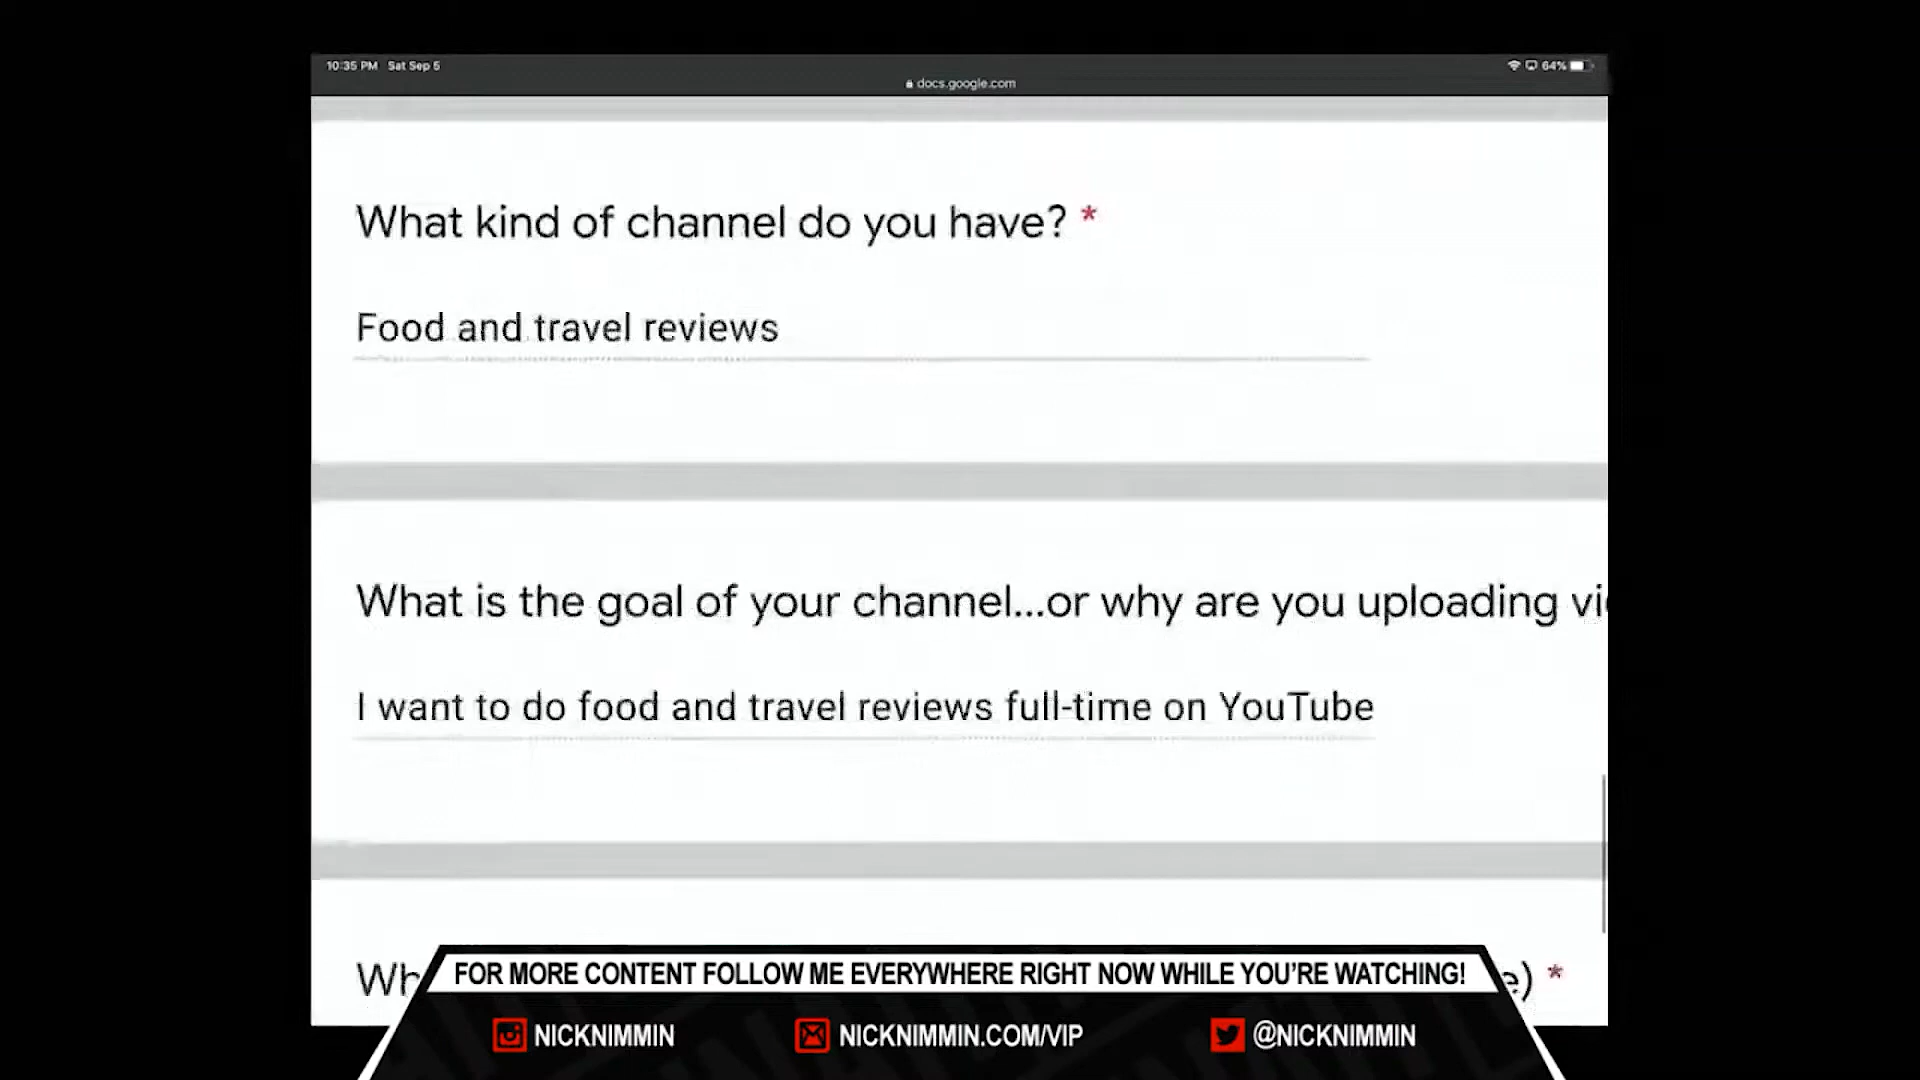 10:35 PM Sat Sep 5
64%
docs.google.com
What kind of channel do you have? *
Food and travel reviews
What is the goal of your channel...or why are you uploading vi
I want to do food and travel reviews full-time on YouTube
Wh e) *
FOR MORE CONTENT FOLLOW ME EVERYWHERE RIGHT NOW WHILE YOU'RE WATCHING!
NICKNIMMIN NICKNIMMIN.COM/VIP @NICKNIMMIN